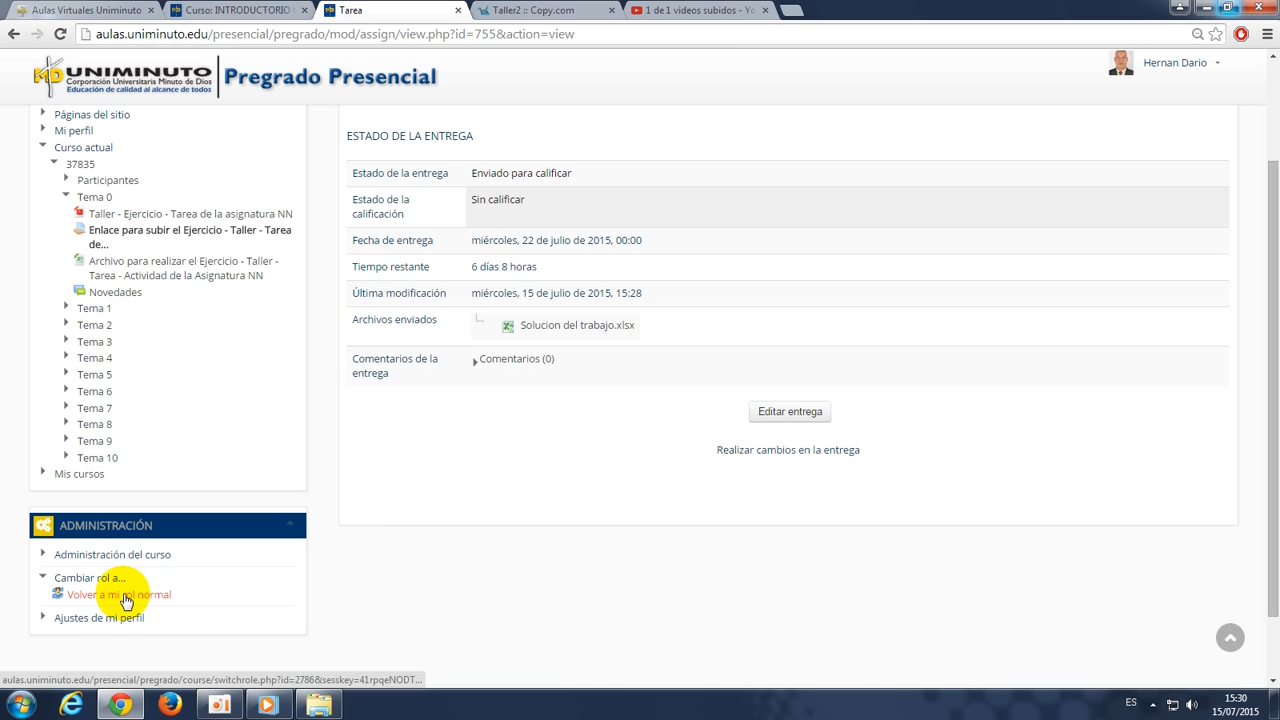 Aulas Virtuales Uniminuto
Curso: INTRODUCTORIO
Tarea
Taller2 :: Copy.com
1 de1 videos subidos - Yo
aulas.uniminuto.edu/presencial/pregrado/mod/assign/view.php?id=755&action=view
UNIMINUTO
Corporación Universitaria Minuto de Dios
Educación de calidad al alcance de todos
Pregrado Presencial
Hernan Dario
Páginas del sitio
Mi perfil
Curso actual
37835
Participantes
Tema 0
Taller - Ejercicio - Tarea de la asignatura NN
Enlace para subir el Ejercicio - Taller - Tarea
de...
Archivo para realizar el Ejercicio - Taller -
Tarea - Actividad de la Asignatura NN
Novedades
Tema 1
Tema 2
Tema 3
Tema 4
Tema 5
Tema 6
Tema 7
Tema 8
Tema 9
Tema 10
Mis cursos
ADMINISTRACIÓN
Administración del curso
Cambiar rol a...
Volver a mi rol normal
Ajustes de mi perfil
ESTADO DE LA ENTREGA
Estado de la entrega Enviado para calificar
Estado de la
calificación
Sin calificar
Fecha de entrega miércoles, 22 de julio de 2015, 00:00
Tiempo restante 6 días 8 horas
Última modificación miércoles, 15 de julio de 2015, 15:28
Archivos enviados
Solucion del trabajo.xlsx
Comentarios de la
entrega
Comentarios (0)
Editar entrega
Realizar cambios en la entrega
aulas.uniminuto.edu/presencial/pregrado/course/switchrole.php?id=2786&sesskey=41rpqeNODT...
ES
15:30
15/07/2015